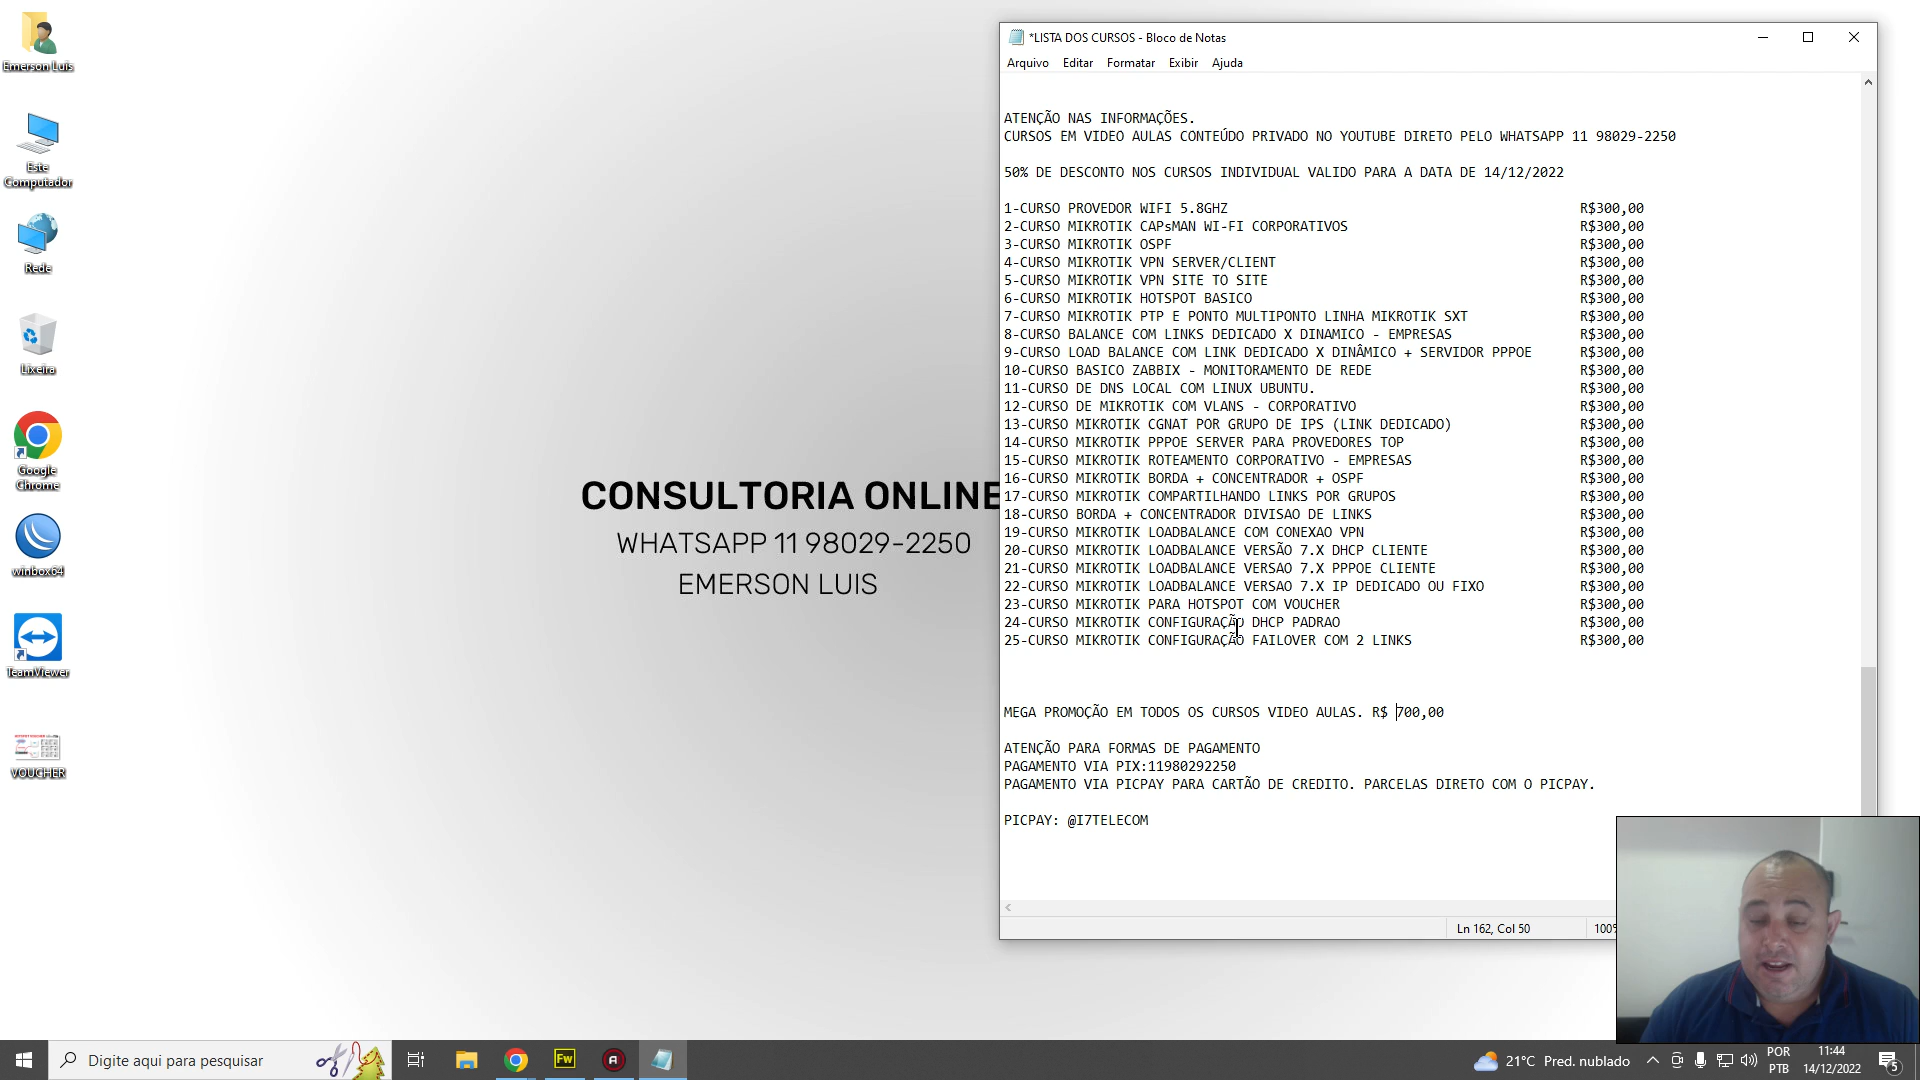 Emerson Luis
Este
Computador
Rede
Lixeira
Google
Chrome
winbox64
TeamViewer
VOUCHER
CONSULTORIA ONLINE
WHATSAPP 11 98029-2250
EMERSON LUIS
*LISTA DOS CURSOS - Bloco de Notas
Arquivo Editar Formatar Exibir Ajuda
ATENÇÃO NAS INFORMAÇÕES.
CURSOS EM VIDEO AULAS CONTEÚDO PRIVADO NO YOUTUBE DIRETO PELO WHATSAPP 11 98029-2250
50% DE DESCONTO NOS CURSOS INDIVIDUAL VALIDO PARA A DATA DE 14/12/2022
1-CURSO PROVEDOR WIFI 5.8GHZ R$300,00
2-CURSO MIKROTIK CAPsMAN WI-FI CORPORATIVOS R$300,00
3-CURSO MIKROTIK OSPF R$300,00
4-CURSO MIKROTIK VPN SERVER/CLIENT R$300,00
5-CURSO MIKROTIK VPN SITE TO SITE R$300,00
6-CURSO MIKROTIK HOTSPOT BASICO R$300,00
7-CURSO MIKROTIK PTP E PONTO MULTIPONTO LINHA MIKROTIK SXT R$300,00
8-CURSO BALANCE COM LINKS DEDICADO X DINAMICO - EMPRESAS R$300,00
9-CURSO LOAD BALANCE COM LINK DEDICADO X DINÂMICO + SERVIDOR PPPOE R$300,00
10-CURSO BASICO ZABBIX - MONITORAMENTO DE REDE R$300,00
11-CURSO DE DNS LOCAL COM LINUX UBUNTU. R$300,00
12-CURSO DE MIKROTIK COM VLANS - CORPORATIVO R$300,00
13-CURSO MIKROTIK CGNAT POR GRUPO DE IPS (LINK DEDICADO) R$300,00
14-CURSO MIKROTIK PPPOE SERVER PARA PROVEDORES TOP R$300,00
15-CURSO MIKROTIK ROTEAMENTO CORPORATIVO - EMPRESAS R$300,00
16-CURSO MIKROTIK BORDA + CONCENTRADOR + OSPF R$300,00
17-CURSO MIKROTIK COMPARTILHANDO LINKS POR GRUPOS R$300,00
18-CURSO BORDA + CONCENTRADOR DIVISAO DE LINKS R$300,00
19-CURSO MIKROTIK LOADBALANCE COM CONEXAO VPN R$300,00
20-CURSO MIKROTIK LOADBALANCE VERSÃO 7.X DHCP CLIENTE R$300,00
21-CURSO MIKROTIK LOADBALANCE VERSAO 7.X PPPOE CLIENTE R$300,00
22-CURSO MIKROTIK LOADBALANCE VERSAO 7.X IP DEDICADO OU FIXO R$300,00
23-CURSO MIKROTIK PARA HOTSPOT COM VOUCHER R$300,00
24-CURSO MIKROTIK CONFIGURAÇÃO DHCP PADRAO R$300,00
25-CURSO MIKROTIK CONFIGURAÇÃO FAILOVER COM 2 LINKS R$300,00
MEGA PROMOÇÃO EM TODOS OS CURSOS VIDEO AULAS. R$ 700,00
ATENÇÃO PARA FORMAS DE PAGAMENTO
PAGAMENTO VIA PIX:11980292250
PAGAMENTO VIA PICPAY PARA CARTÃO DE CREDITO. PARCELAS DIRETO COM O PICPAY.
PICPAY: @I7TELECOM
Ln 162, Col 50 100%
Digite aqui para pesquisar
Fw
21°C Pred. nublado
POR
PTB
11:44
14/12/2022
5